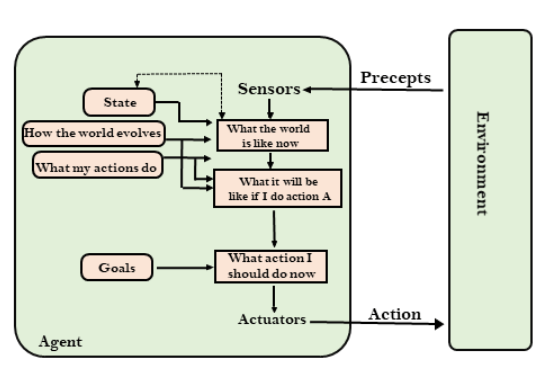 Precepts
Sensors
State
How the world evolves
What the world
is like now
What my actions do
What it will be
like if I do action A
Environment
What action I
should do now
Goals
Actuators
Action
Agent